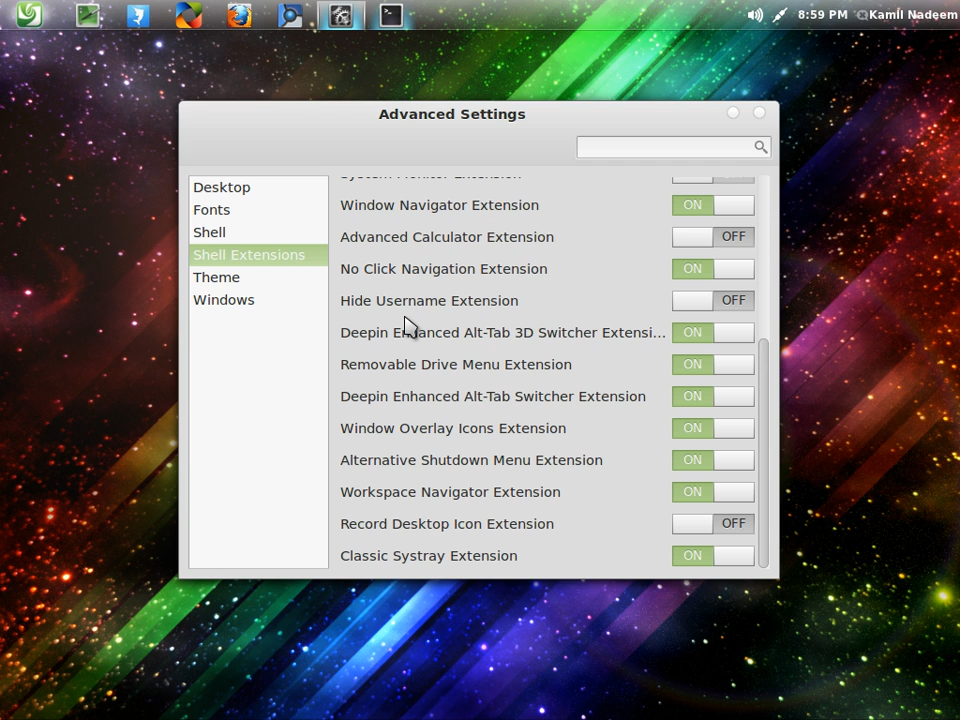 8:59 PM Kamil Nadeem
Advanced Settings
Desktop
Fonts
Shell
Shell Extensions
Theme
Windows
System Monitor Extension
Window Navigator Extension ON
Advanced Calculator Extension OFF
No Click Navigation Extension ON
Hide Username Extension OFF
Deepin Enhanced Alt-Tab 3D Switcher Extensi... ON
Removable Drive Menu Extension ON
Deepin Enhanced Alt-Tab Switcher Extension ON
Window Overlay Icons Extension ON
Alternative Shutdown Menu Extension ON
Workspace Navigator Extension ON
Record Desktop Icon Extension OFF
Classic Systray Extension ON